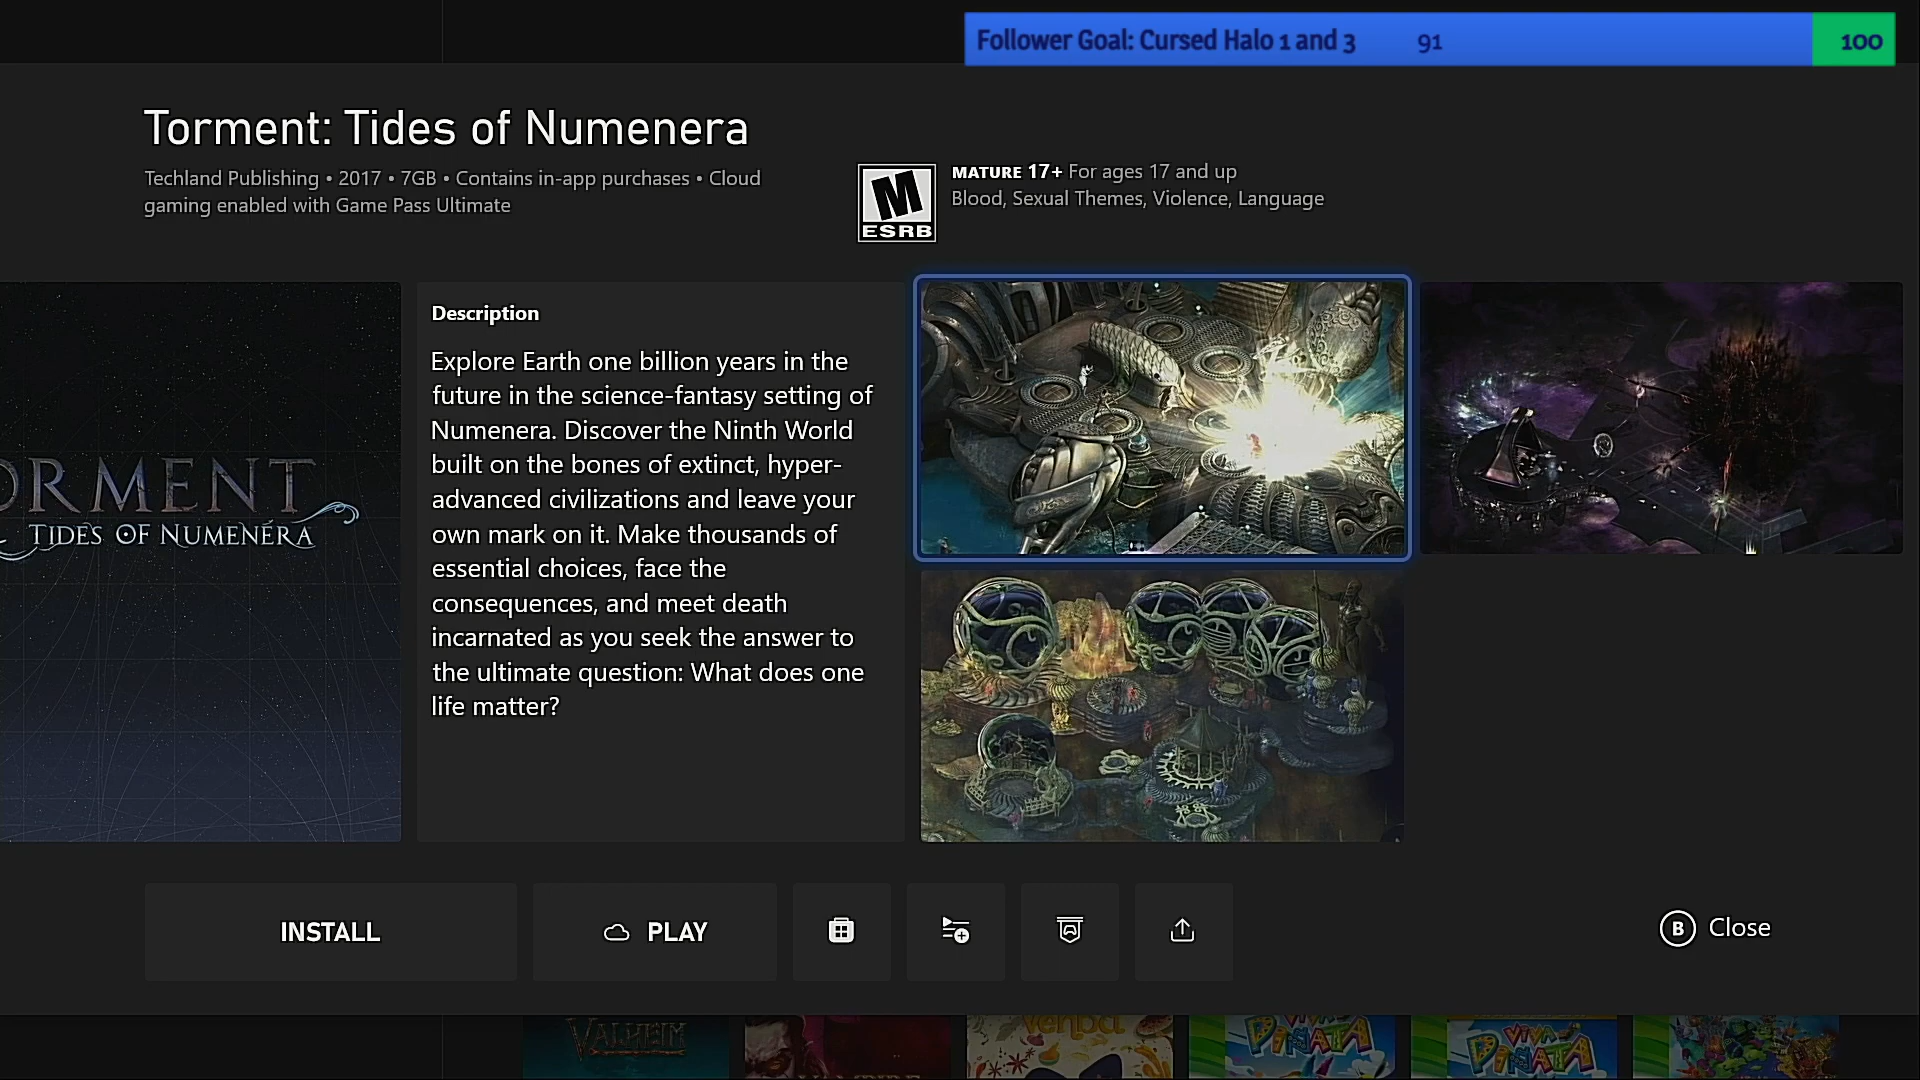 Follower Goal: Cursed Halo 1 and 3 91 100
Torment: Tides of Numenera
Techland Publishing • 2017 • 7GB • Contains in-app purchases • Cloud
gaming enabled with Game Pass Ultimate
M
ESRB
MATURE 17+ For ages 17 and up
Blood, Sexual Themes, Violence, Language
ORMENT
TIDES OF NUMENÉRA
Description
Explore Earth one billion years in the
future in the science-fantasy setting of
Numenera. Discover the Ninth World
built on the bones of extinct, hyper-
advanced civilizations and leave your
own mark on it. Make thousands of
essential choices, face the
consequences, and meet death
incarnated as you seek the answer to
the ultimate question: What does one
life matter?
INSTALL
PLAY
B Close
VALHEIM
Venba
VIVA PIÑATA
VIVA PIÑATA